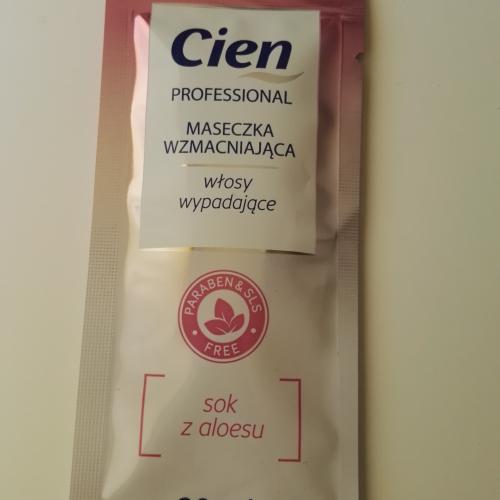 Cien
PROFESSIONAL
MASECZKA
WZMACNIAJĄCA
włosy
wypadające
PARABEN & SLS
• FREE •
sok
z aloesu